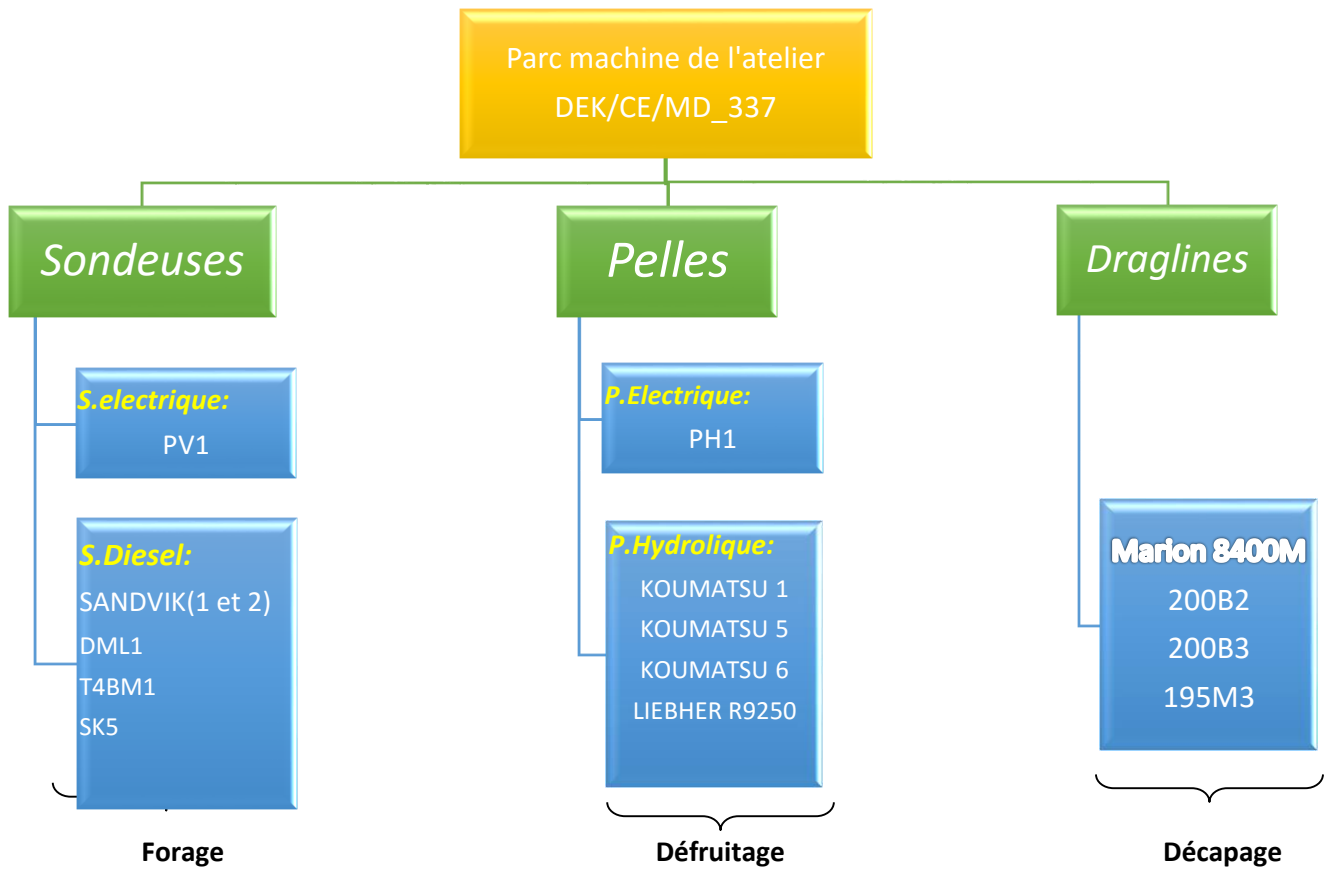 Parc machine de l'atelier
DEK/CE/MD_337
Sondeuses
Pelles
Draglines
S.electrique:
PV1
P.Electrique:
PH1
S.Diesel:
SANDVIK(1 et 2)
DML1
T4BM1
SK5
P.Hydrolique:
KOUMATSU 1
KOUMATSU 5
KOUMATSU 6
LIEBHER R9250
Marion 8400M
200B2
200B3
195M3
Forage
Défruitage
Décapage